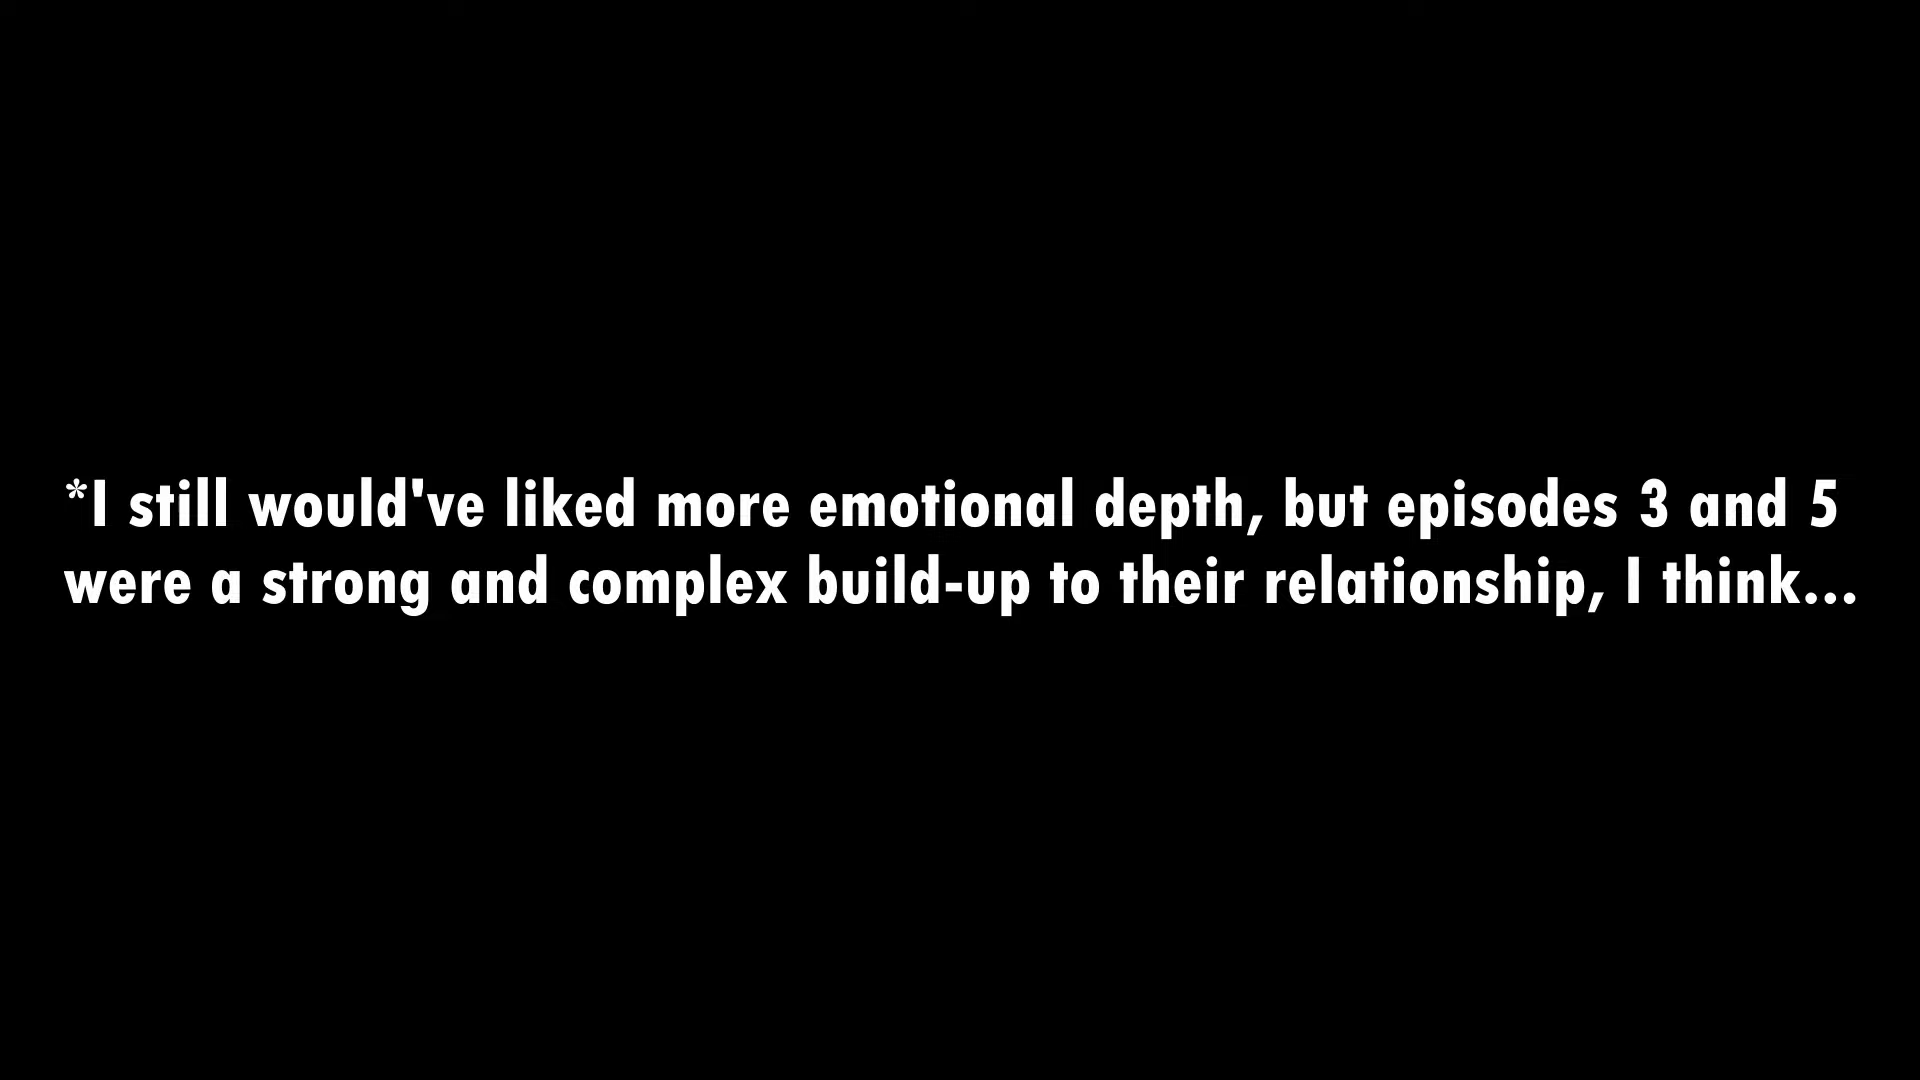 *I still would've liked more emotional depth, but episodes 3 and 5
were a strong and complex build-up to their relationship, I think...